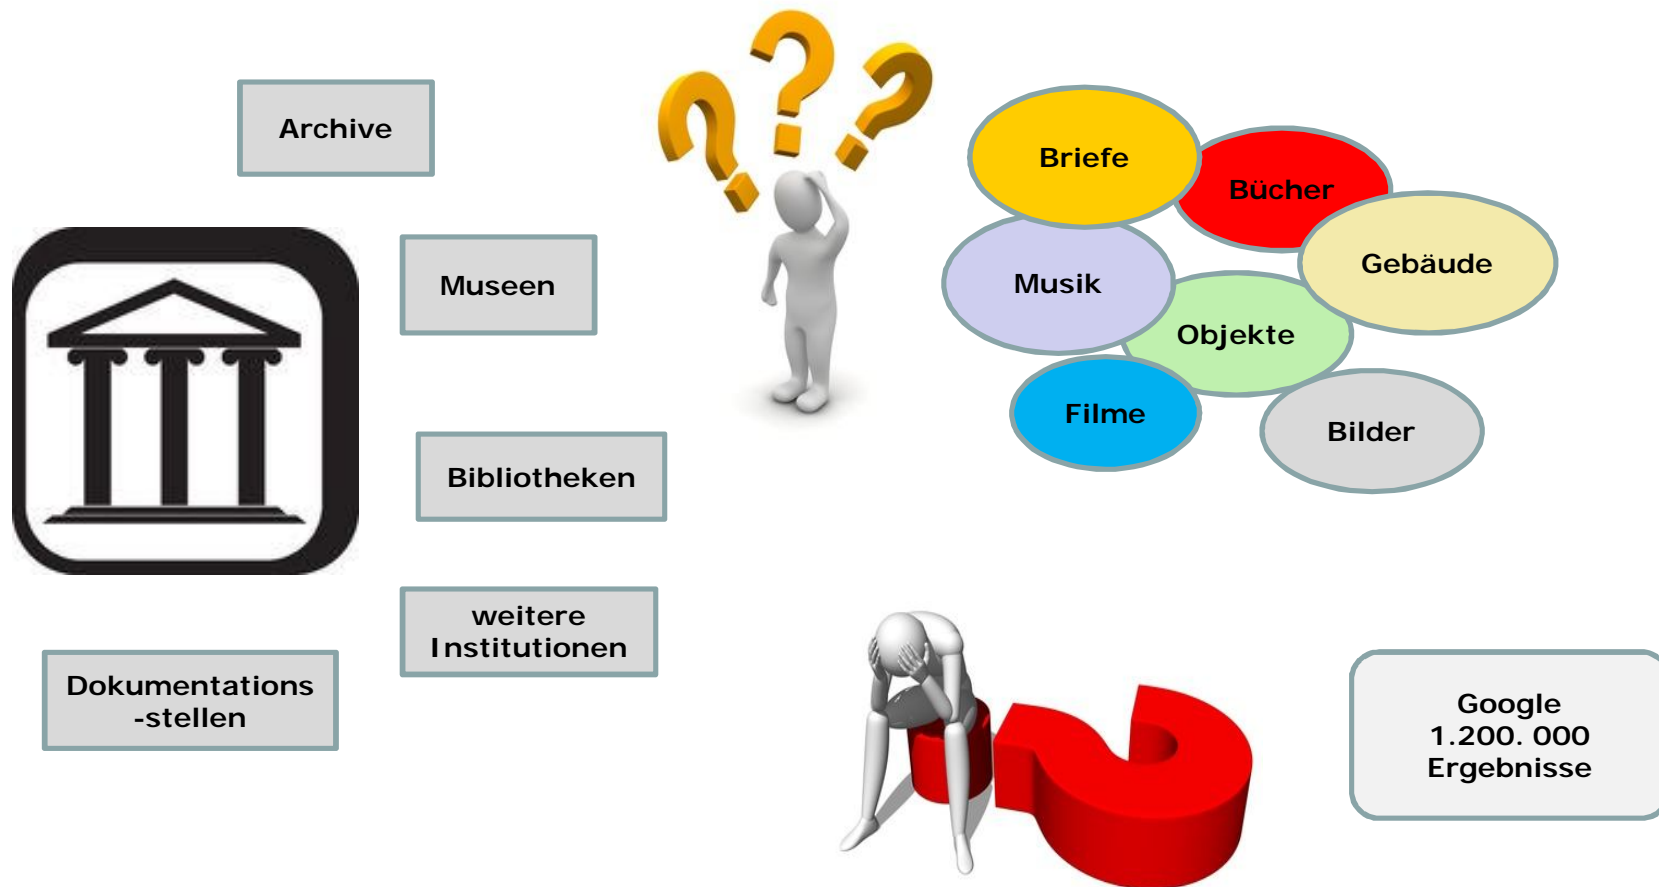 Archive
Museen
Bibliotheken
weitere
Institutionen
Dokumentations
-stellen
Briefe
Bücher
Gebäude
Musik
Objekte
Filme
Bilder
Google
1.200. 000
Ergebnisse